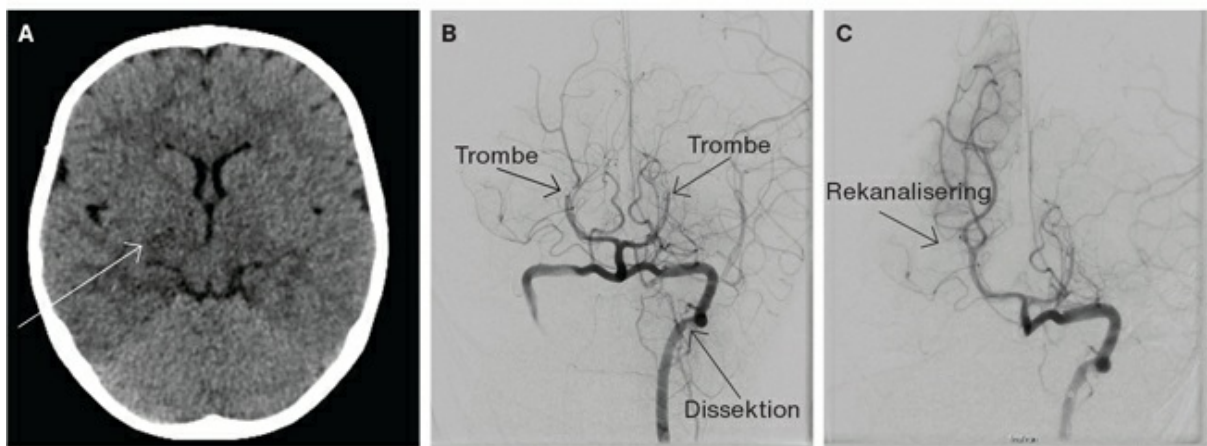 A
B
C
Trombe
Trombe
Rekanalisering
Dissektion